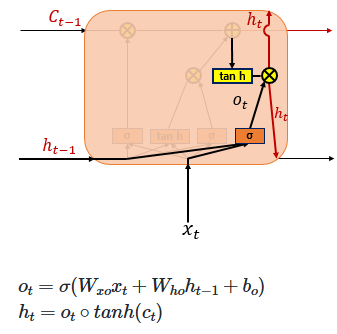 C_{t-1}
h_t
tan h
o_t
h_t
h_{t-1}
σ
tan h
σ
σ
x_t
o_t = σ(W_{xo}x_t + W_{ho}h_{t-1} + b_o)
h_t = o_t ∘ tanh(c_t)